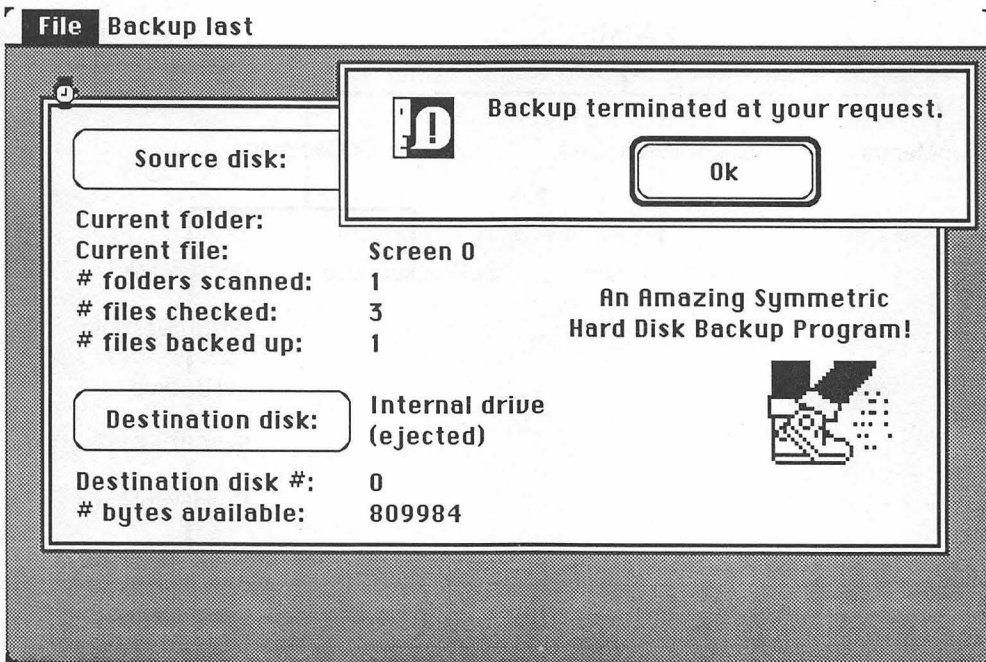 File Backup last
Backup terminated at your request.
Ok
Source disk:
Current folder:
Current file: Screen 0
# folders scanned: 1
# files checked: 3
# files backed up: 1
An Amazing Symmetric
Hard Disk Backup Program!
Destination disk: Internal drive
(ejected)
Destination disk #: 0
# bytes available: 809984